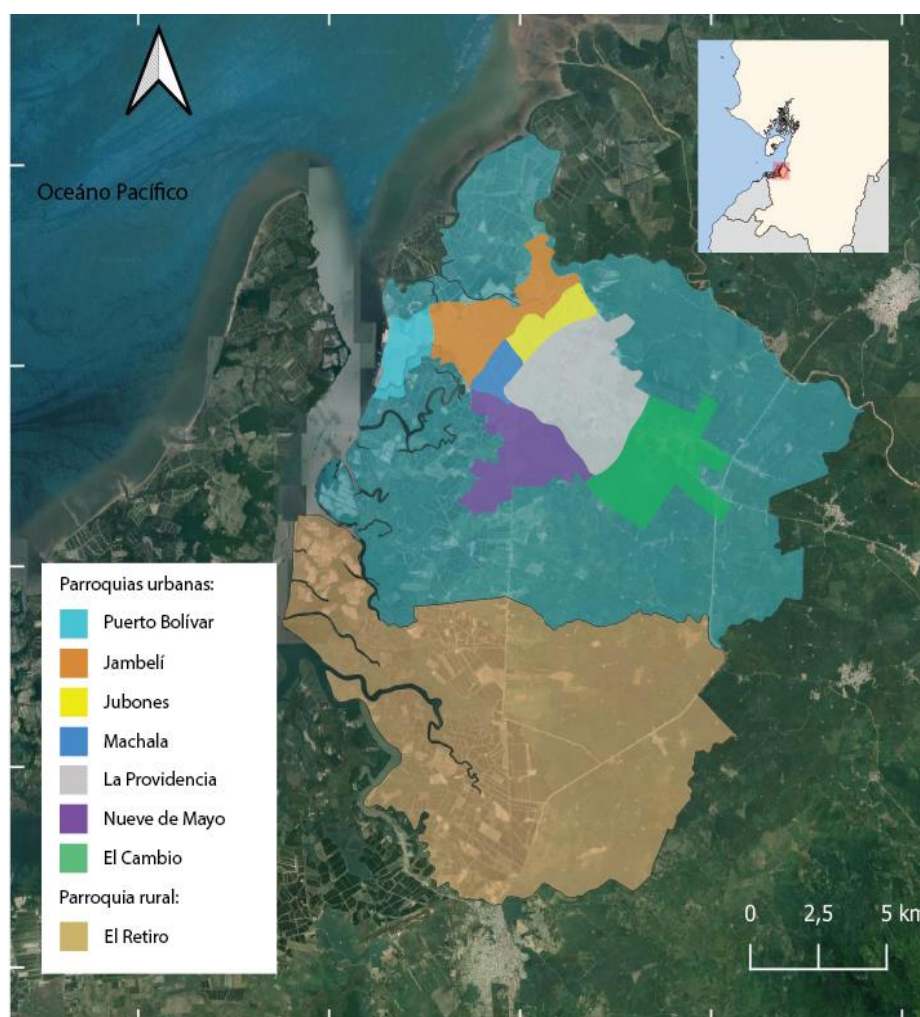 Oceáno Pacífico
Parroquias urbanas:
Puerto Bolívar
Jambelí
Jubones
Machala
La Providencia
Nueve de Mayo
El Cambio
Parroquia rural:
El Retiro
0 2,5 5 km